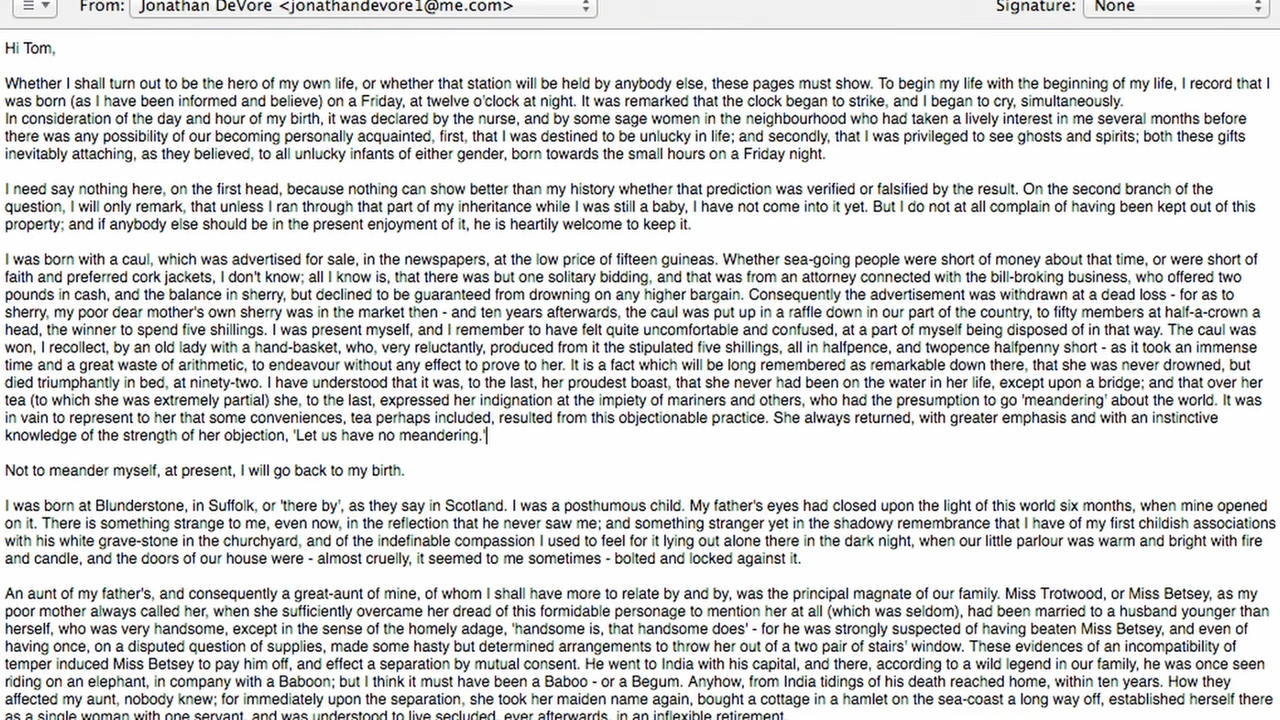 From: Jonathan DeVore <jonathandevore1@me.com> Signature: None
Hi Tom,
Whether I shall turn out to be the hero of my own life, or whether that station will be held by anybody else, these pages must show. To begin my life with the beginning of my life, I record that I
was born (as I have been informed and believe) on a Friday, at twelve o'clock at night. It was remarked that the clock began to strike, and I began to cry, simultaneously.
In consideration of the day and hour of my birth, it was declared by the nurse, and by some sage women in the neighbourhood who had taken a lively interest in me several months before
there was any possibility of our becoming personally acquainted, first, that I was destined to be unlucky in life; and secondly, that I was privileged to see ghosts and spirits; both these gifts
inevitably attaching, as they believed, to all unlucky infants of either gender, born towards the small hours on a Friday night.
I need say nothing here, on the first head, because nothing can show better than my history whether that prediction was verified or falsified by the result. On the second branch of the
question, I will only remark, that unless I ran through that part of my inheritance while I was still a baby, I have not come into it yet. But I do not at all complain of having been kept out of this
property; and if anybody else should be in the present enjoyment of it, he is heartily welcome to keep it.
I was born with a caul, which was advertised for sale, in the newspapers, at the low price of fifteen guineas. Whether sea-going people were short of money about that time, or were short of
faith and preferred cork jackets, I don't know; all I know is, that there was but one solitary bidding, and that was from an attorney connected with the bill-broking business, who offered two
pounds in cash, and the balance in sherry, but declined to be guaranteed from drowning on any higher bargain. Consequently the advertisement was withdrawn at a dead loss - for as to
sherry, my poor dear mother's own sherry was in the market then - and ten years afterwards, the caul was put up in a raffle down in our part of the country, to fifty members at half-a-crown a
head, the winner to spend five shillings. I was present myself, and I remember to have felt quite uncomfortable and confused, at a part of myself being disposed of in that way. The caul was
won, I recollect, by an old lady with a hand-basket, who, very reluctantly, produced from it the stipulated five shillings, all in halfpence, and twopence halfpenny short - as it took an immense
time and a great waste of arithmetic, to endeavour without any effect to prove to her. It is a fact which will be long remembered as remarkable down there, that she was never drowned, but
died triumphantly in bed, at ninety-two. I have understood that it was, to the last, her proudest boast, that she never had been on the water in her life, except upon a bridge; and that over her
tea (to which she was extremely partial) she, to the last, expressed her indignation at the impiety of mariners and others, who had the presumption to go 'meandering' about the world. It was
in vain to represent to her that some conveniences, tea perhaps included, resulted from this objectionable practice. She always returned, with greater emphasis and with an instinctive
knowledge of the strength of her objection, 'Let us have no meandering.'
Not to meander myself, at present, I will go back to my birth.
I was born at Blunderstone, in Suffolk, or 'there by', as they say in Scotland. I was a posthumous child. My father's eyes had closed upon the light of this world six months, when mine opened
on it. There is something strange to me, even now, in the reflection that he never saw me; and something stranger yet in the shadowy remembrance that I have of my first childish associations
with his white grave-stone in the churchyard, and of the indefinable compassion I used to feel for it lying out alone there in the dark night, when our little parlour was warm and bright with fire
and candle, and the doors of our house were - almost cruelly, it seemed to me sometimes - bolted and locked against it.
An aunt of my father's, and consequently a great-aunt of mine, of whom I shall have more to relate by and by, was the principal magnate of our family. Miss Trotwood, or Miss Betsey, as my
poor mother always called her, when she sufficiently overcame her dread of this formidable personage to mention her at all (which was seldom), had been married to a husband younger than
herself, who was very handsome, except in the sense of the homely adage, 'handsome is, that handsome does' - for he was strongly suspected of having beaten Miss Betsey, and even of
having once, on a disputed question of supplies, made some hasty but determined arrangements to throw her out of a two pair of stairs' window. These evidences of an incompatibility of
temper induced Miss Betsey to pay him off, and effect a separation by mutual consent. He went to India with his capital, and there, according to a wild legend in our family, he was once seen
riding on an elephant, in company with a Baboon; but I think it must have been a Baboo - or a Begum. Anyhow, from India tidings of his death reached home, within ten years. How they
affected my aunt, nobody knew; for immediately upon the separation, she took her maiden name again, bought a cottage in a hamlet on the sea-coast a long way off, established herself there
as a single woman with one servant, and was understood to live secluded, ever afterwards, in an inflexible retirement.